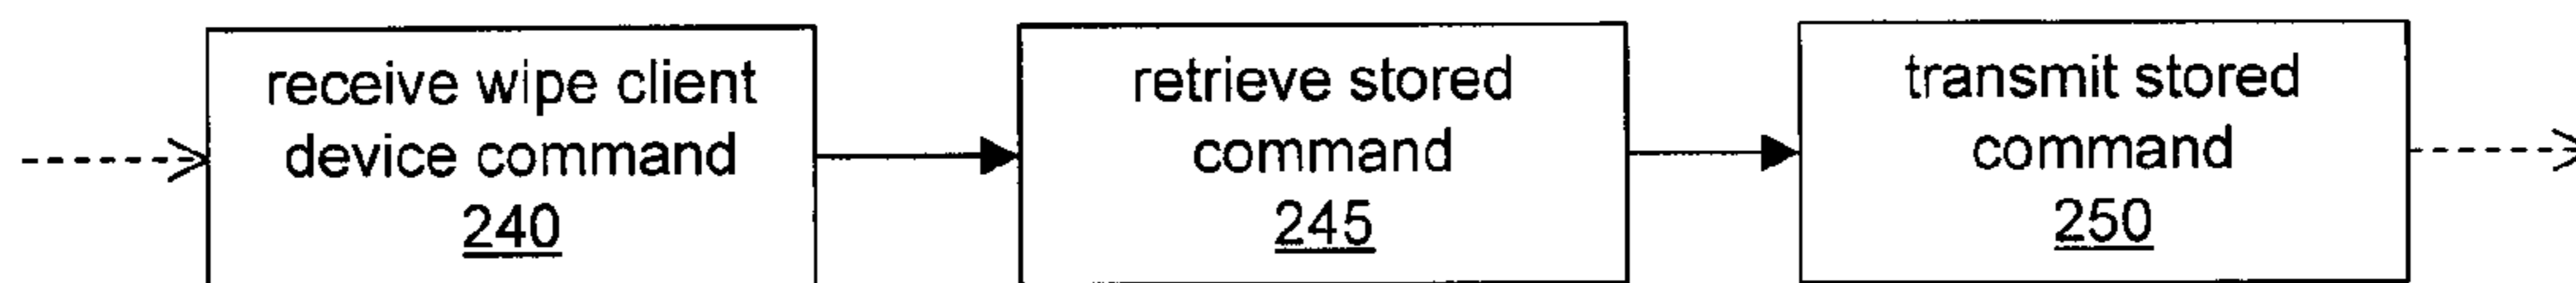 receive wipe client
device command
240
retrieve stored
command
245
transmit stored
command
250